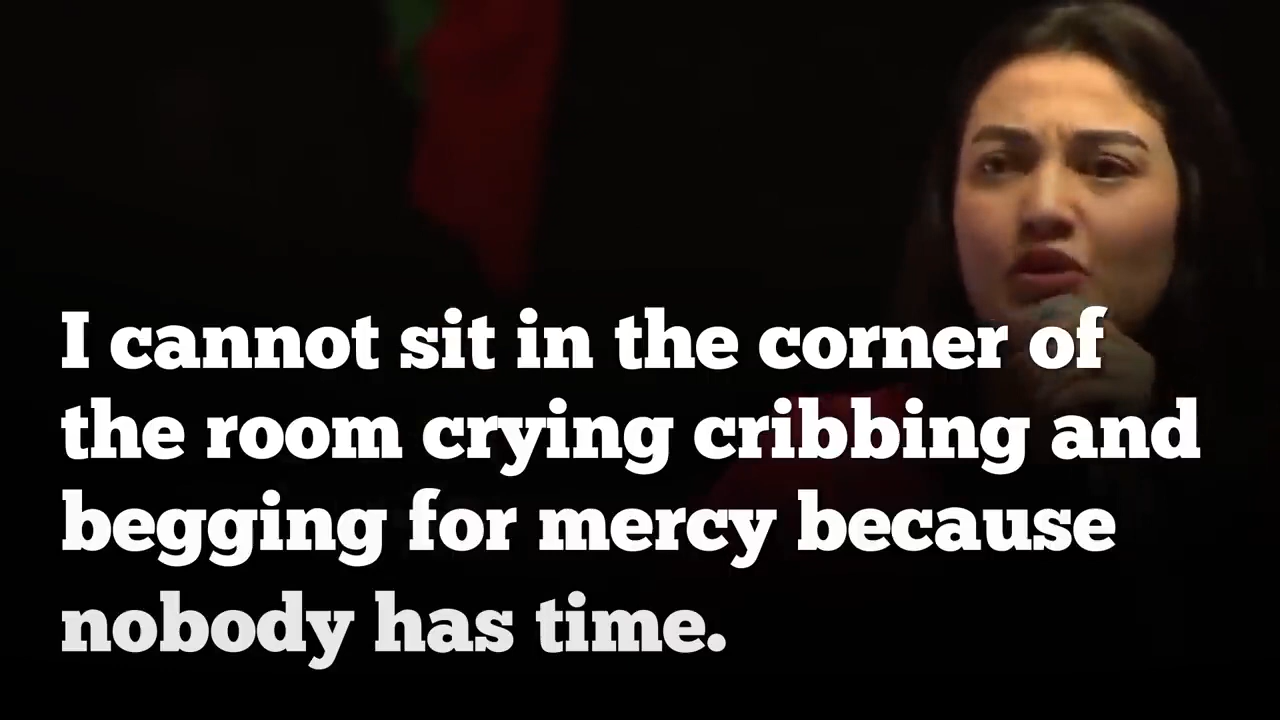 I cannot sit in the corner of
the room crying cribbing and
begging for mercy because
nobody has time.